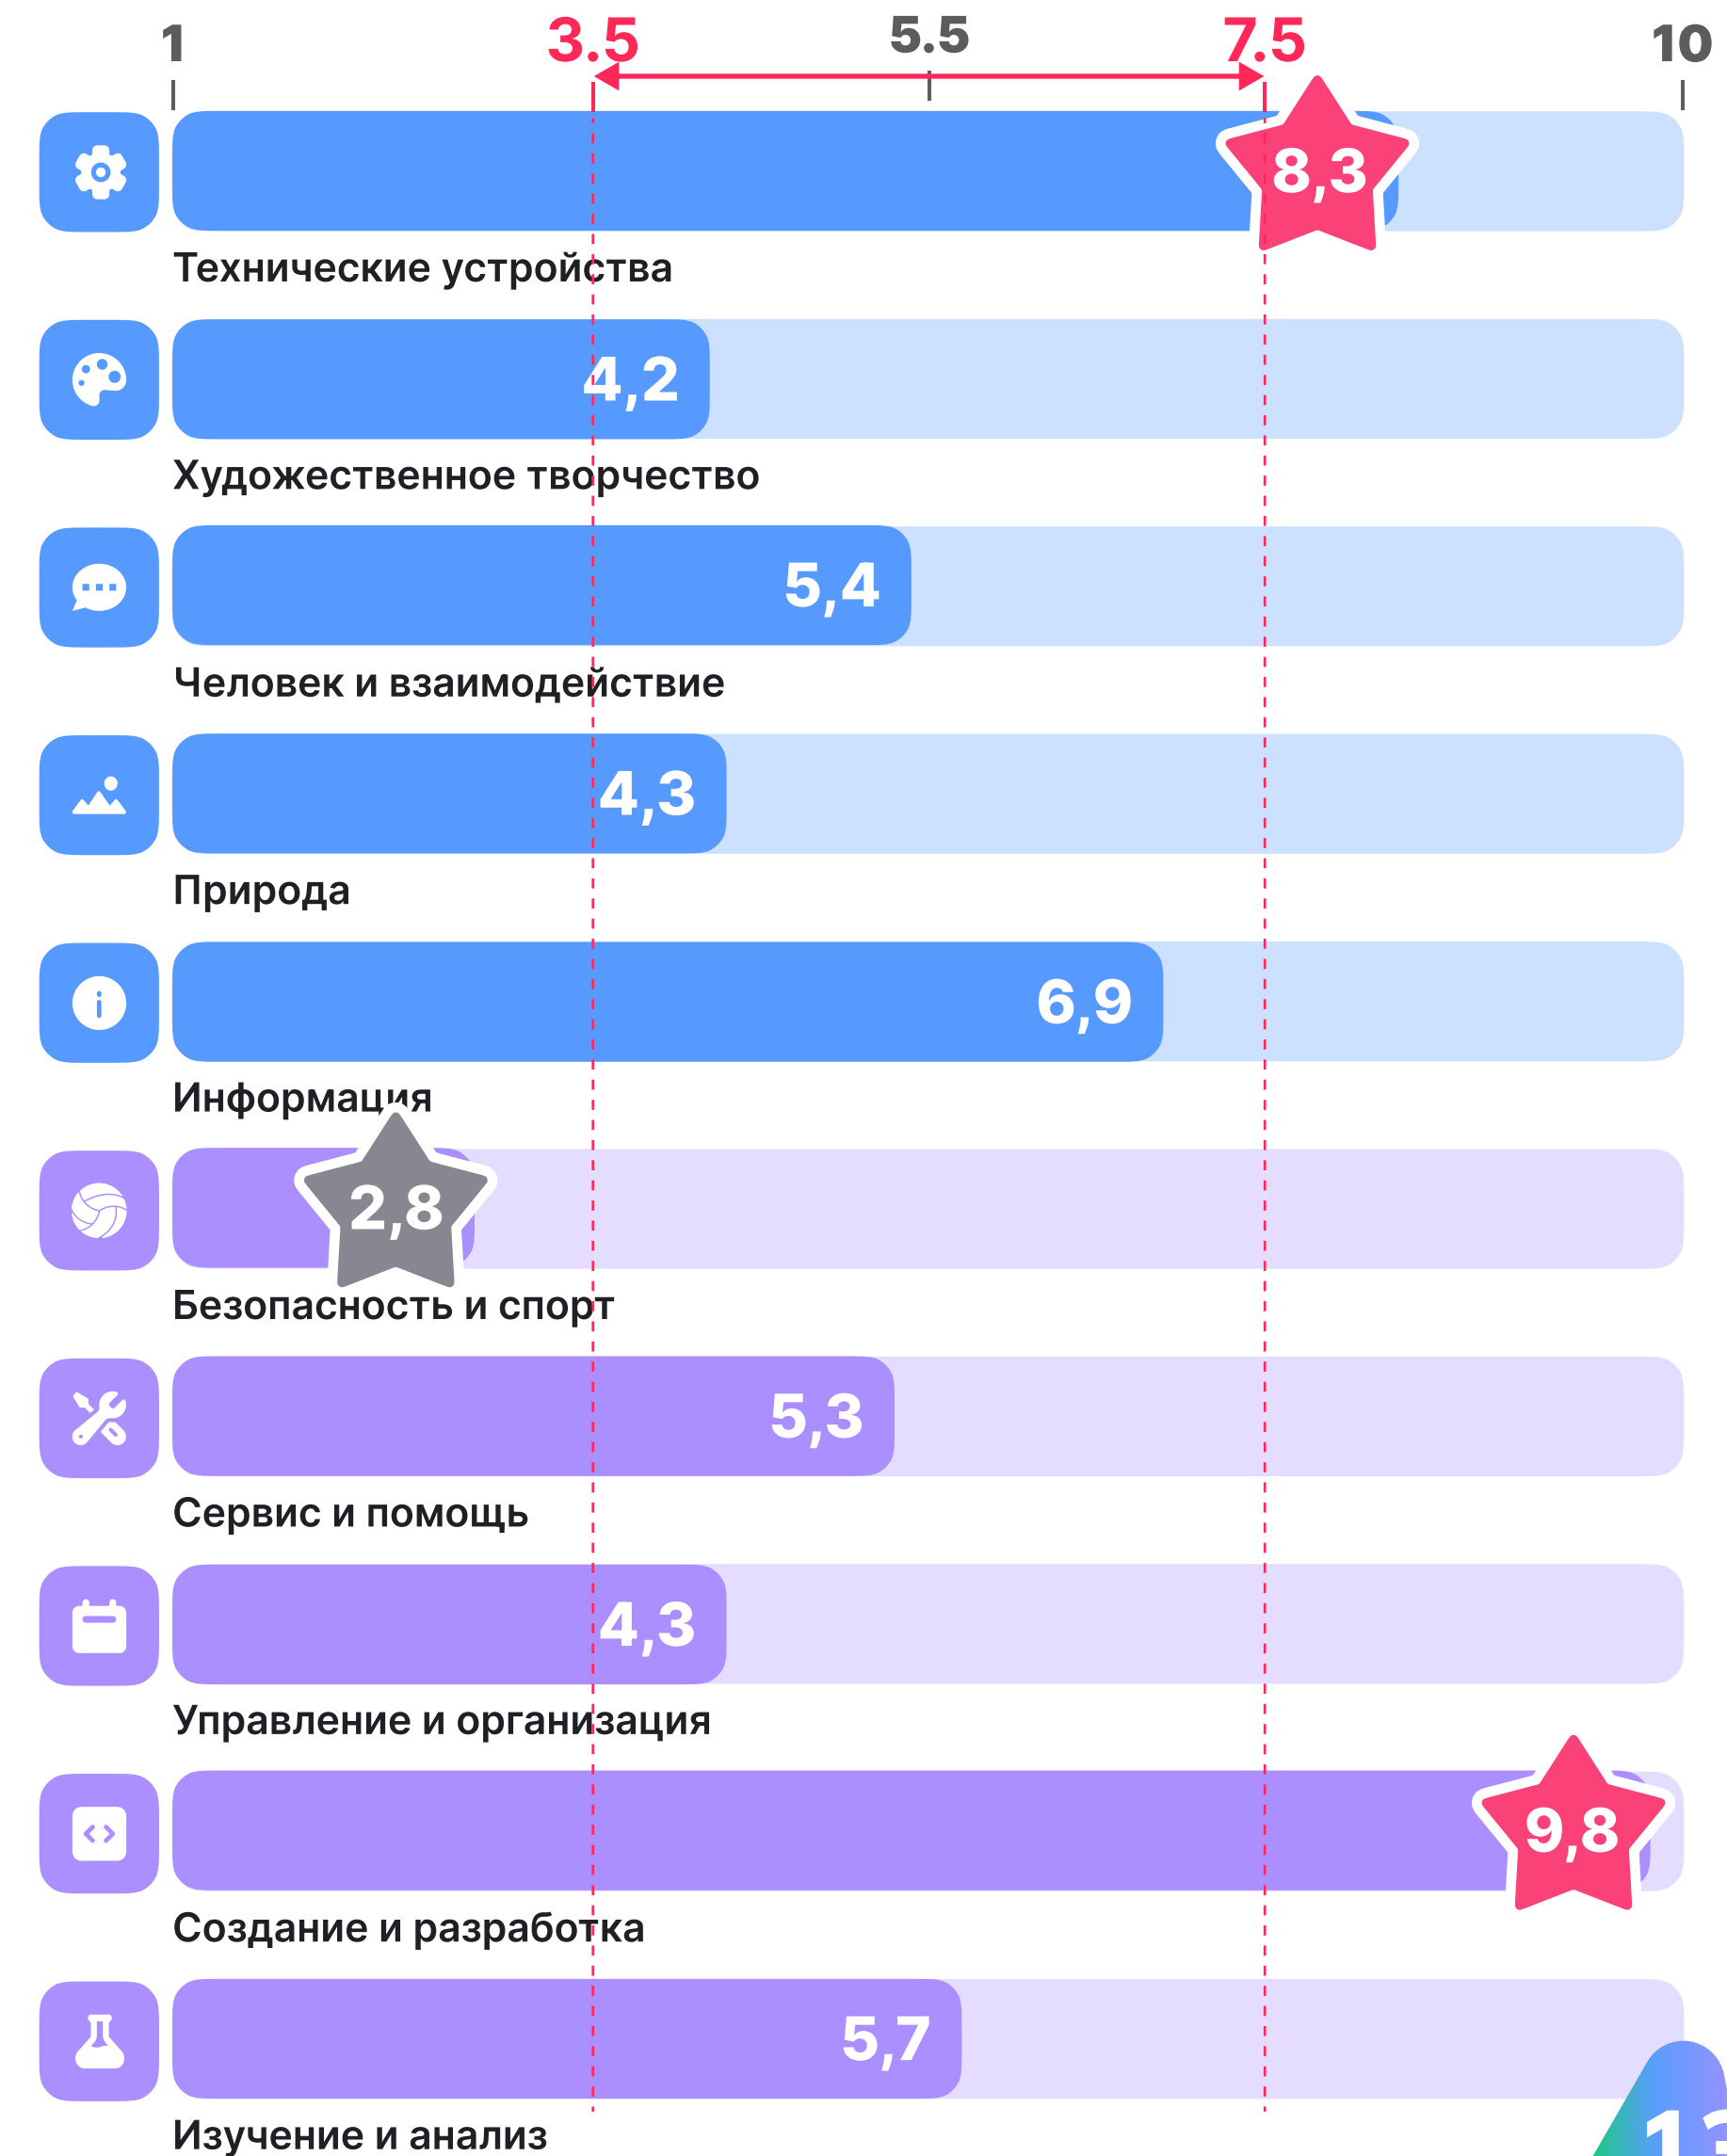 1 3.5 5.5 7.5 10
8,3
Технические устройства
4,2
Художественное творчество
5,4
Человек и взаимодействие
4,3
Природа
6,9
Информация
2,8
Безопасность и спорт
5,3
Сервис и помощь
4,3
Управление и организация
9,8
Создание и разработка
5,7
Изучение и анализ